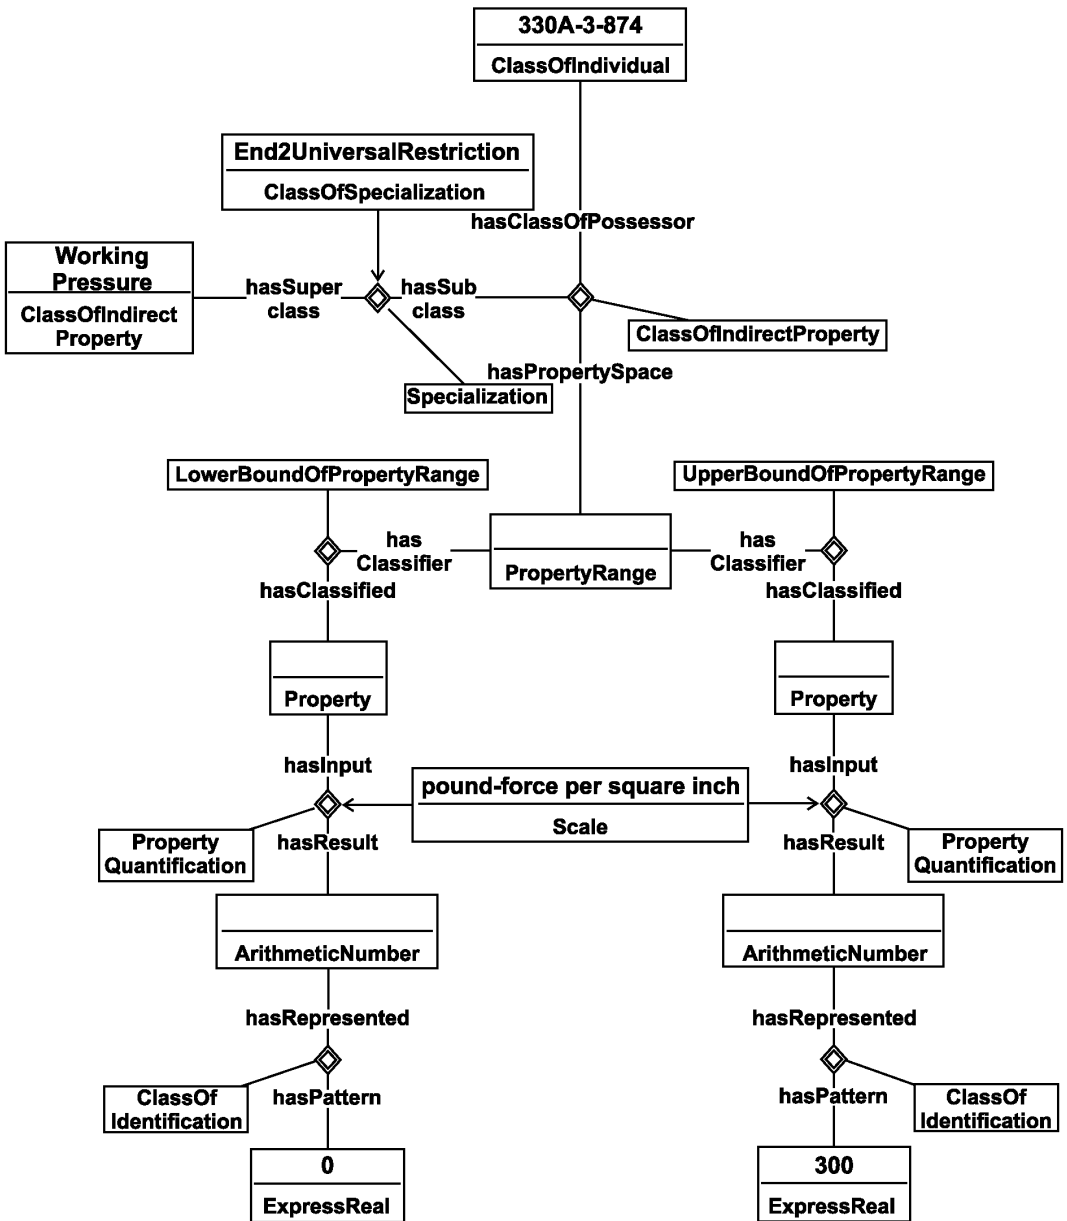 330A-3-874
ClassOfIndividual
End2UniversalRestriction
ClassOfSpecialization
hasClassOfPossessor
Working
Pressure
ClassOfIndirect
Property
hasSuper
class
hasSub
class
ClassOfIndirectProperty
hasPropertySpace
Specialization
LowerBoundOfPropertyRange
UpperBoundOfPropertyRange
has
Classifier
PropertyRange
has
Classifier
hasClassified
hasClassified
Property
Property
hasInput
hasInput
pound-force per square inch
Scale
Property
Quantification
hasResult
hasResult
Property
Quantification
ArithmeticNumber
ArithmeticNumber
hasRepresented
hasRepresented
ClassOf
Identification
hasPattern
hasPattern
ClassOf
Identification
0
ExpressReal
300
ExpressReal